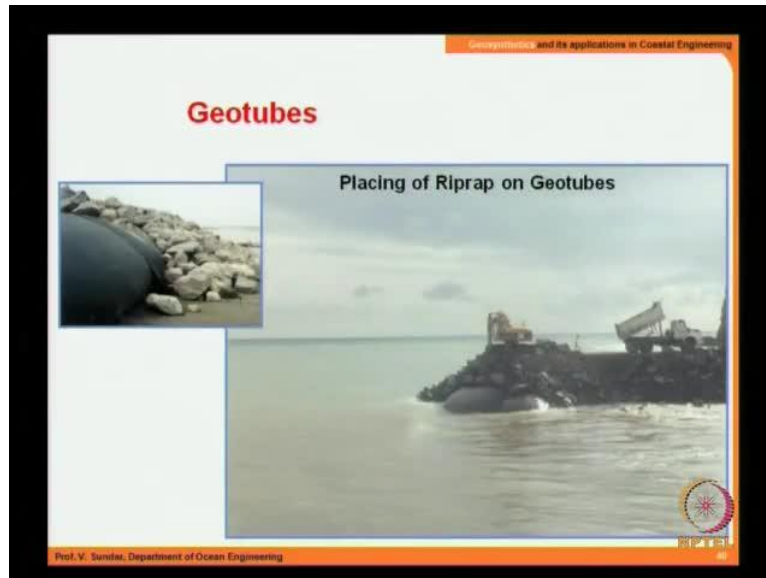 Geosynthetics and its applications in Coastal Engineering
Geotubes
Placing of Riprap on Geotubes
NPTEL
Prof. V. Sundar, Department of Ocean Engineering
40